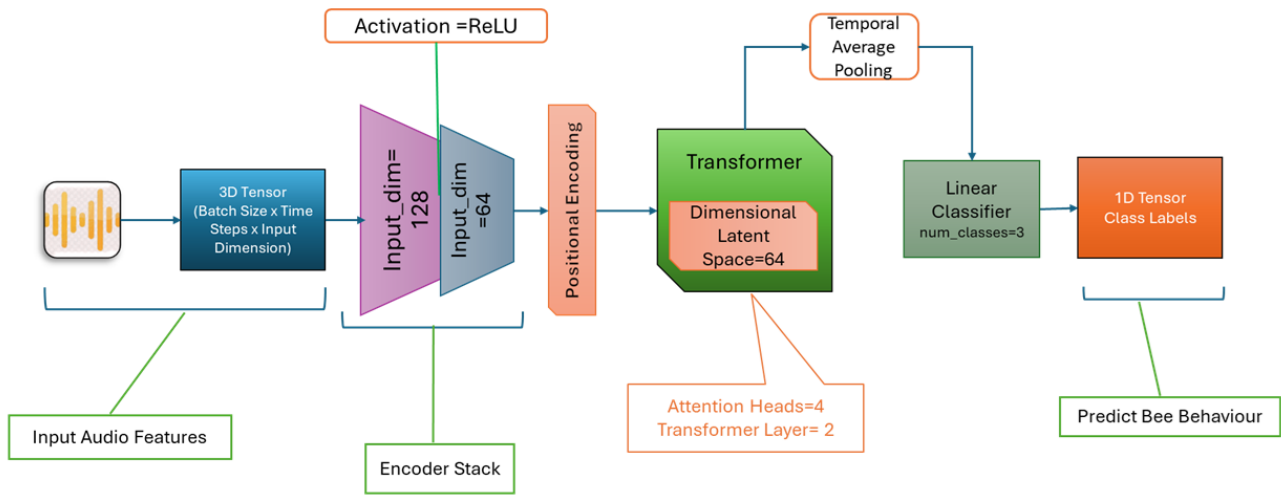 Activation =ReLU
Temporal
Average
Pooling
3D Tensor
(Batch Size x Time
Steps x Input
Dimension)
Input_dim=
128
Input_dim
=64
Positional Encoding
Transformer
Dimensional
Latent
Space=64
Linear
Classifier
num_classes=3
1D Tensor
Class Labels
Attention Heads=4
Transformer Layer= 2
Input Audio Features
Encoder Stack
Predict Bee Behaviour